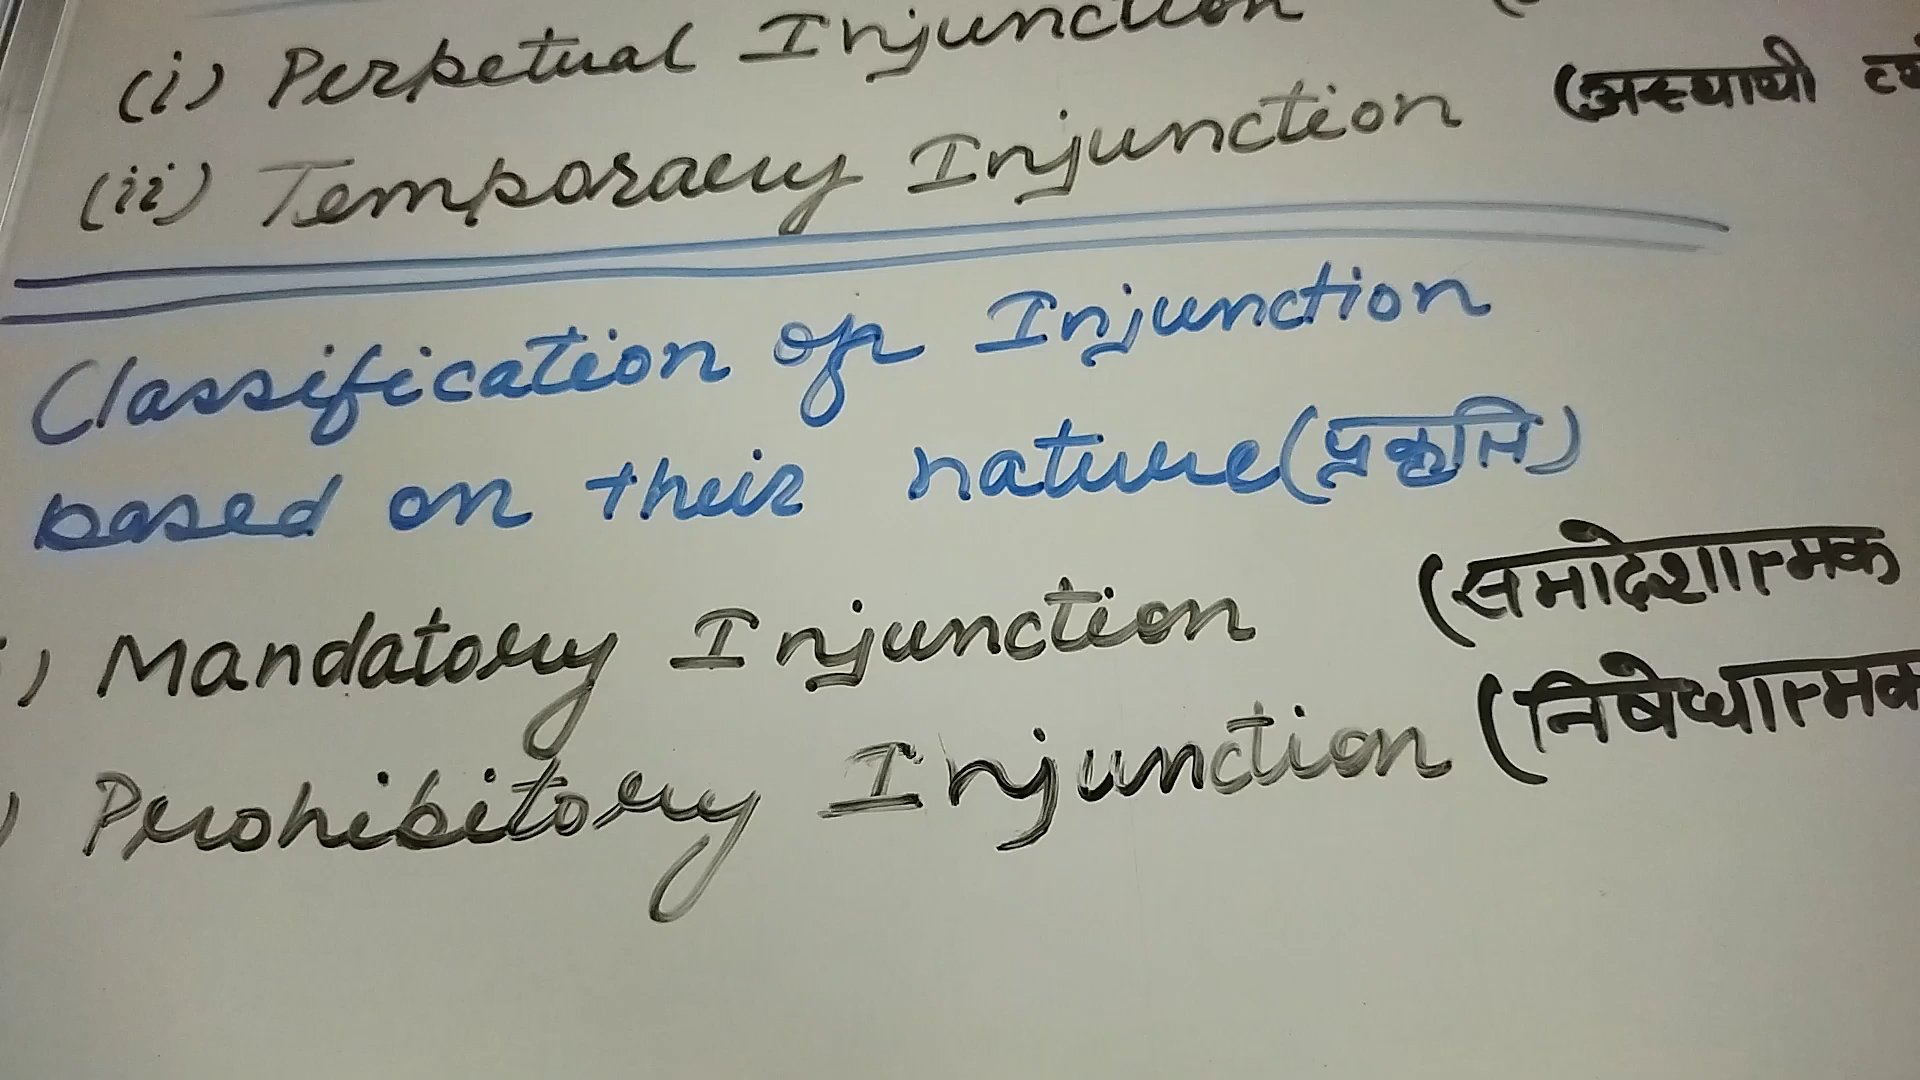 (i) Perpetual Injunction
(ii) Temporary Injunction (अस्थायी
Classification of Injunction
based on their nature (प्रकृति)
) Mandatory Injunction (समादेशात्मक
) Prohibitory Injunction (निषेधात्मक